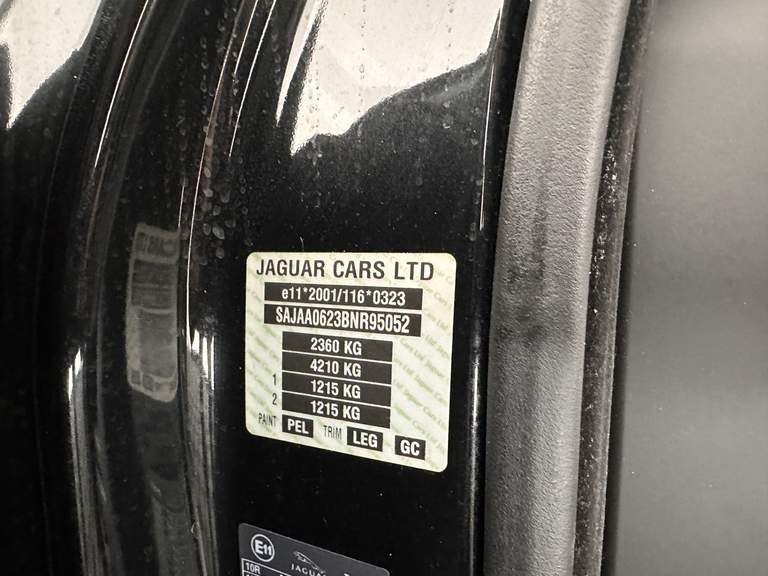 JAGUAR CARS LTD
e11*2001/116*0323
SAJAA0623BNR95052
2360 KG
4210 KG
1 1215 KG
2 1215 KG
PAINT PEL TRIM LEG GC
E11
JAGUAR
10R